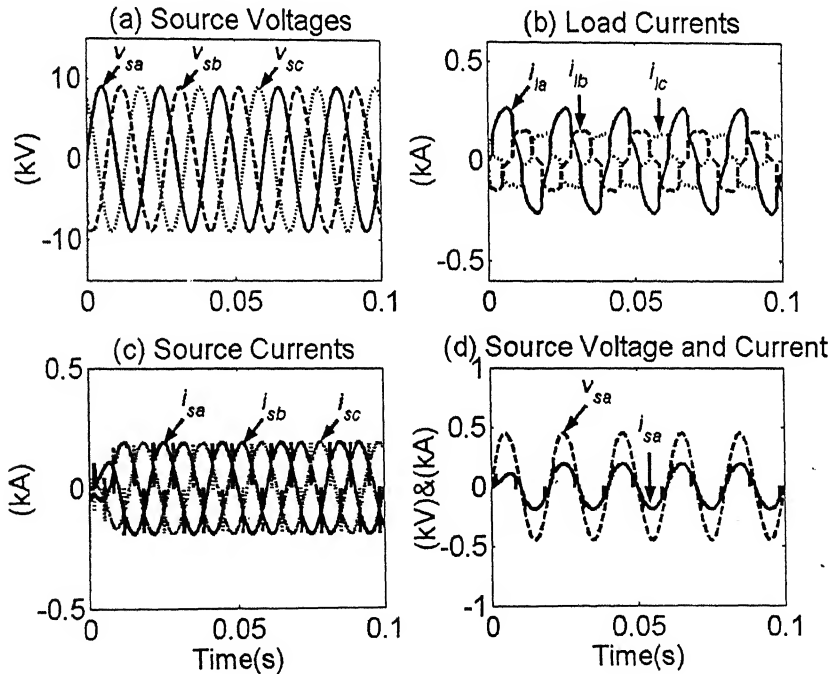 (a) Source Voltages
v_sa v_sb v_sc
(kV)
10
0
-10
0 0.05 0.1
(b) Load Currents
i_la i_lb i_lc
(kA)
0.5
0
-0.5
0 0.05 0.1
(c) Source Currents
i_sa i_sb i_sc
(kA)
0.5
0
-0.5
0 0.05 0.1
Time(s)
(d) Source Voltage and Current
v_sa
i_sa
(kV)&(kA)
1
0.5
0
-0.5
-1
0 0.05 0.1
Time(s)